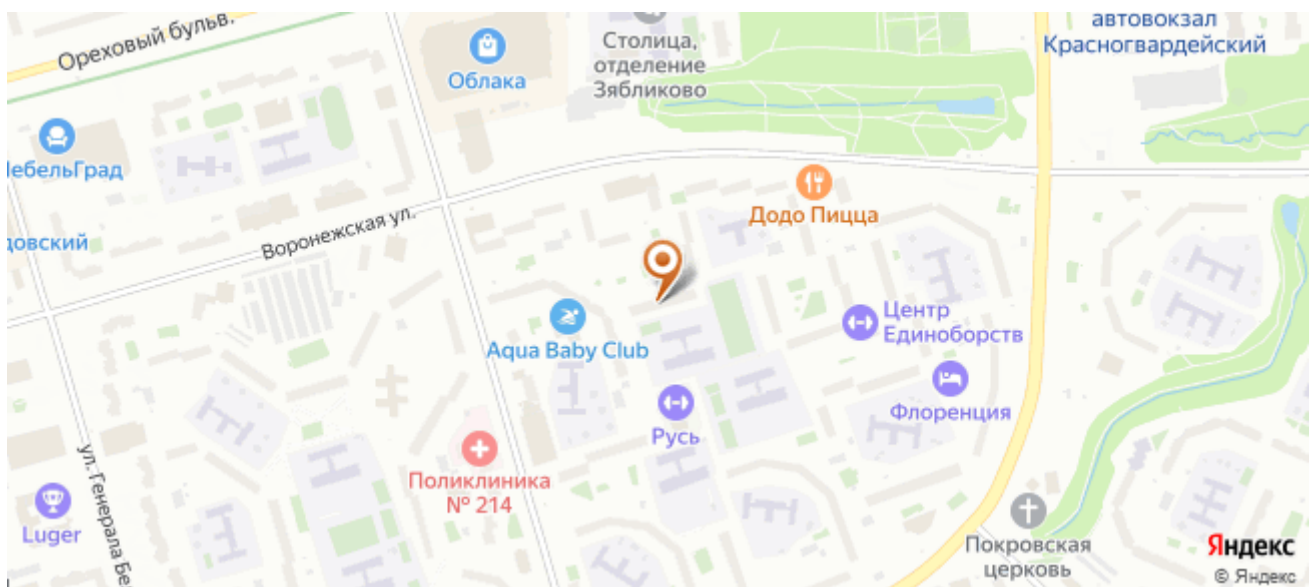 Ореховый бульв.
Облака
Столица,
отделение
Зябликово
автовокзал
Красногвардейский
ебельГрад
довский
Воронежская ул.
Додо Пицца
Aqua Baby Club
Центр
Единоборств
Флоренция
Русь
Поликлиника
№ 214
ул. Генерала Бе
Luger
Покровская
церковь
Яндекс
© Яндекс